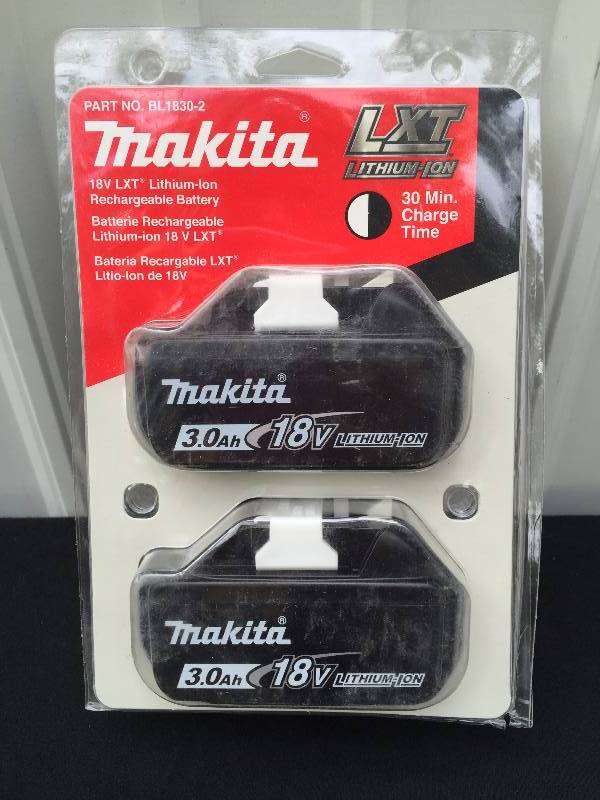 PART NO. BL1830-2
makita®
LXT
LITHIUM-ION
18V LXT® Lithium-Ion
Rechargeable Battery
30 Min.
Charge
Time
Batterie Rechargeable
Lithium-ion 18 V LXT®
Bateria Recargable LXT®
Litio-Ion de 18V
makita®
3.0Ah 18V LITHIUM-ION
makita®
3.0Ah 18V LITHIUM-ION